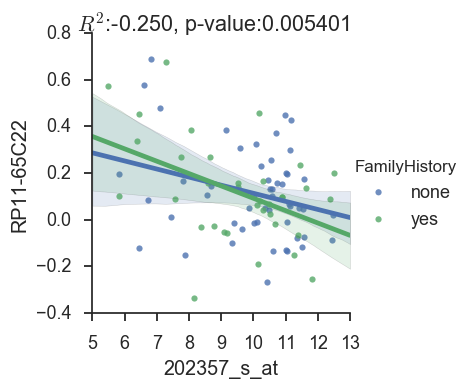 R²:-0.250, p-value:0.005401
0.8
0.6
0.4
0.2
0.0
−0.2
−0.4
RP11-65C22
5 6 7 8 9 10 11 12 13
202357_s_at
FamilyHistory
none
yes